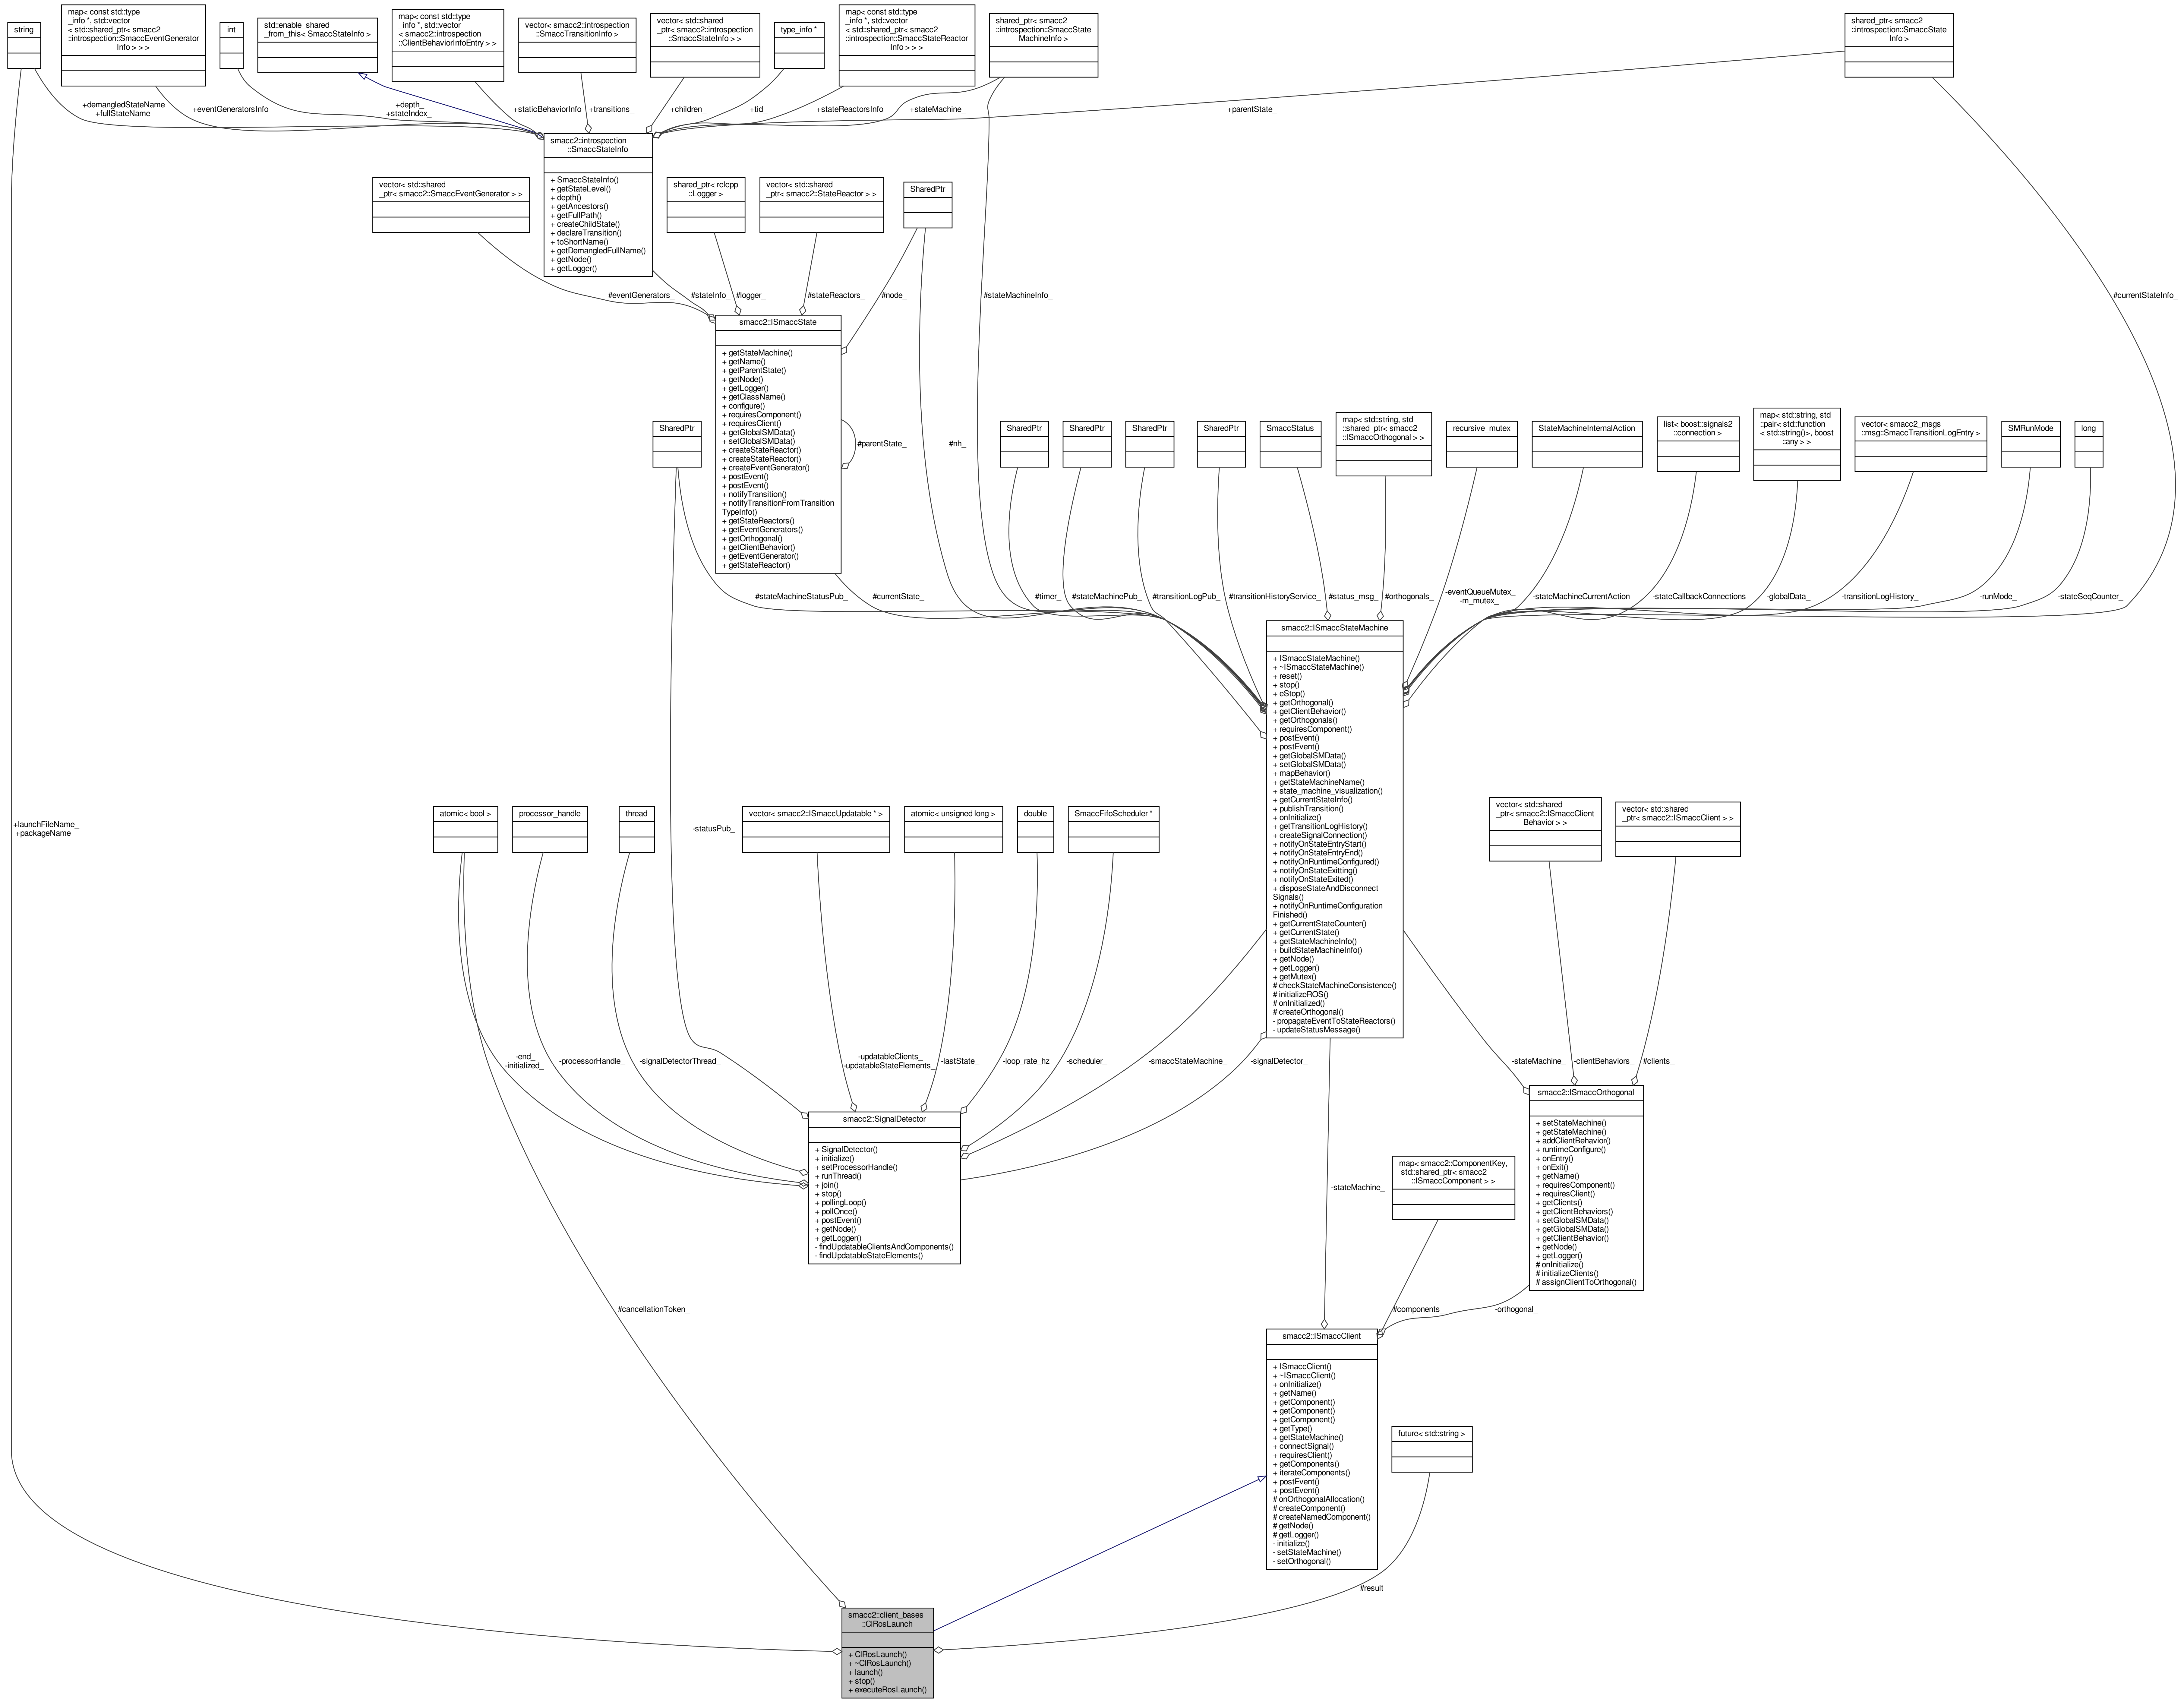 string
map< const std::type
_info *, std::vector
< std::shared_ptr< smacc2
::introspection::SmaccEventGenerator
Info > > >
int
std::enable_shared
_from_this< SmaccStateInfo >
map< const std::type
_info *, std::vector
< smacc2::introspection
::ClientBehaviorInfoEntry > >
vector< smacc2::introspection
::SmaccTransitionInfo >
vector< std::shared
_ptr< smacc2::introspection
::SmaccStateInfo > >
type_info *
map< const std::type
_info *, std::vector
< std::shared_ptr< smacc2
::introspection::SmaccStateReactor
Info > > >
shared_ptr< smacc2
::introspection::SmaccState
MachineInfo >
shared_ptr< smacc2
::introspection::SmaccState
Info >
+demangledStateName
+fullStateName
+eventGeneratorsInfo
+depth_
+stateIndex_
+staticBehaviorInfo
+transitions_
+children_
+tid_
+stateReactorsInfo
+stateMachine_
+parentState_
smacc2::introspection
::SmaccStateInfo
+ SmaccStateInfo()
+ getStateLevel()
+ depth()
+ getAncestors()
+ getFullPath()
+ createChildState()
+ declareTransition()
+ toShortName()
+ getDemangledFullName()
+ getNode()
+ getLogger()
vector< std::shared
_ptr< smacc2::SmaccEventGenerator > >
shared_ptr< rclcpp
::Logger >
vector< std::shared
_ptr< smacc2::StateReactor > >
SharedPtr
#eventGenerators_
#stateInfo_
#logger_
#stateReactors_
#node_
#stateMachineInfo_
#currentStateInfo_
smacc2::ISmaccState
+ getStateMachine()
+ getName()
+ getParentState()
+ getNode()
+ getLogger()
+ getClassName()
+ configure()
+ requiresComponent()
+ requiresClient()
+ getGlobalSMData()
+ setGlobalSMData()
+ createStateReactor()
+ createStateReactor()
+ createEventGenerator()
+ postEvent()
+ postEvent()
+ notifyTransition()
+ notifyTransitionFromTransition
TypeInfo()
+ getStateReactors()
+ getEventGenerators()
+ getOrthogonal()
+ getClientBehavior()
+ getEventGenerator()
+ getStateReactor()
#parentState_
#nh_
SharedPtr
SharedPtr
SharedPtr
SharedPtr
SharedPtr
SmaccStatus
map< std::string, std
::shared_ptr< smacc2
::ISmaccOrthogonal > >
recursive_mutex
StateMachineInternalAction
list< boost::signals2
::connection >
map< std::string, std
::pair< std::function
< std::string()>, boost
::any > >
vector< smacc2_msgs
::msg::SmaccTransitionLogEntry >
SMRunMode
long
#stateMachineStatusPub_
#currentState_
#timer_
#stateMachinePub_
#transitionLogPub_
#transitionHistoryService_
#status_msg_
#orthogonals_
-eventQueueMutex_
-m_mutex_
-stateMachineCurrentAction
-stateCallbackConnections
-globalData_
-transitionLogHistory_
-runMode_
-stateSeqCounter_
smacc2::ISmaccStateMachine
+ ISmaccStateMachine()
+ ~ISmaccStateMachine()
+ reset()
+ stop()
+ eStop()
+ getOrthogonal()
+ getClientBehavior()
+ getOrthogonals()
+ requiresComponent()
+ postEvent()
+ postEvent()
+ getGlobalSMData()
+ setGlobalSMData()
+ mapBehavior()
+ getStateMachineName()
+ state_machine_visualization()
+ getCurrentStateInfo()
+ publishTransition()
+ onInitialize()
+ getTransitionLogHistory()
+ createSignalConnection()
+ notifyOnStateEntryStart()
+ notifyOnStateEntryEnd()
+ notifyOnRuntimeConfigured()
+ notifyOnStateExitting()
+ notifyOnStateExited()
+ disposeStateAndDisconnect
Signals()
+ notifyOnRuntimeConfiguration
Finished()
+ getCurrentStateCounter()
+ getCurrentState()
+ getStateMachineInfo()
+ buildStateMachineInfo()
+ getNode()
+ getLogger()
+ getMutex()
# checkStateMachineConsistence()
# initializeROS()
# onInitialized()
# createOrthogonal()
- propagateEventToStateReactors()
- updateStatusMessage()
+launchFileName_
+packageName_
atomic< bool >
processor_handle
thread
-statusPub_
vector< smacc2::ISmaccUpdatable * >
atomic< unsigned long >
double
SmaccFifoScheduler *
vector< std::shared
_ptr< smacc2::ISmaccClient
Behavior > >
vector< std::shared
_ptr< smacc2::ISmaccClient > >
-end_
-initialized_
-processorHandle_
-signalDetectorThread_
-updatableClients_
-updatableStateElements_
-lastState_
-loop_rate_hz
-scheduler_
-smaccStateMachine_
-signalDetector_
-stateMachine_
-clientBehaviors_
#clients_
smacc2::SignalDetector
+ SignalDetector()
+ initialize()
+ setProcessorHandle()
+ runThread()
+ join()
+ stop()
+ pollingLoop()
+ pollOnce()
+ postEvent()
+ getNode()
+ getLogger()
- findUpdatableClientsAndComponents()
- findUpdatableStateElements()
smacc2::ISmaccOrthogonal
+ setStateMachine()
+ getStateMachine()
+ addClientBehavior()
+ runtimeConfigure()
+ onEntry()
+ onExit()
+ getName()
+ requiresComponent()
+ requiresClient()
+ getClients()
+ getClientBehaviors()
+ setGlobalSMData()
+ getGlobalSMData()
+ getClientBehavior()
+ getNode()
+ getLogger()
# onInitialize()
# initializeClients()
# assignClientToOrthogonal()
-stateMachine_
map< smacc2::ComponentKey,
std::shared_ptr< smacc2
::ISmaccComponent > >
#cancellationToken_
#components_
-orthogonal_
smacc2::ISmaccClient
+ ISmaccClient()
+ ~ISmaccClient()
+ onInitialize()
+ getName()
+ getComponent()
+ getComponent()
+ getComponent()
+ getType()
+ getStateMachine()
+ connectSignal()
+ requiresClient()
+ getComponents()
+ iterateComponents()
+ postEvent()
+ postEvent()
# onOrthogonalAllocation()
# createComponent()
# createNamedComponent()
# getNode()
# getLogger()
- initialize()
- setStateMachine()
- setOrthogonal()
future< std::string >
#result_
smacc2::client_bases
::ClRosLaunch
+ ClRosLaunch()
+ ~ClRosLaunch()
+ launch()
+ stop()
+ executeRosLaunch()